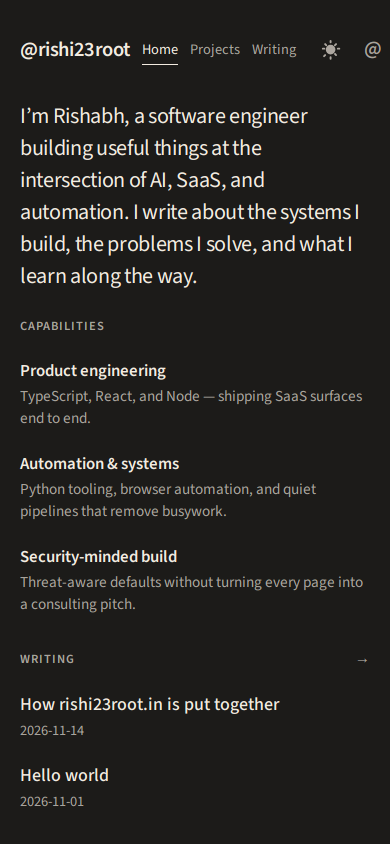 @rishi23root Home Projects Writing @
I’m Rishabh, a software engineer
building useful things at the
intersection of AI, SaaS, and
automation. I write about the systems I
build, the problems I solve, and what I
learn along the way.
CAPABILITIES
Product engineering
TypeScript, React, and Node — shipping SaaS surfaces
end to end.
Automation & systems
Python tooling, browser automation, and quiet
pipelines that remove busywork.
Security-minded build
Threat-aware defaults without turning every page into
a consulting pitch.
WRITING →
How rishi23root.in is put together
2026-11-14
Hello world
2026-11-01